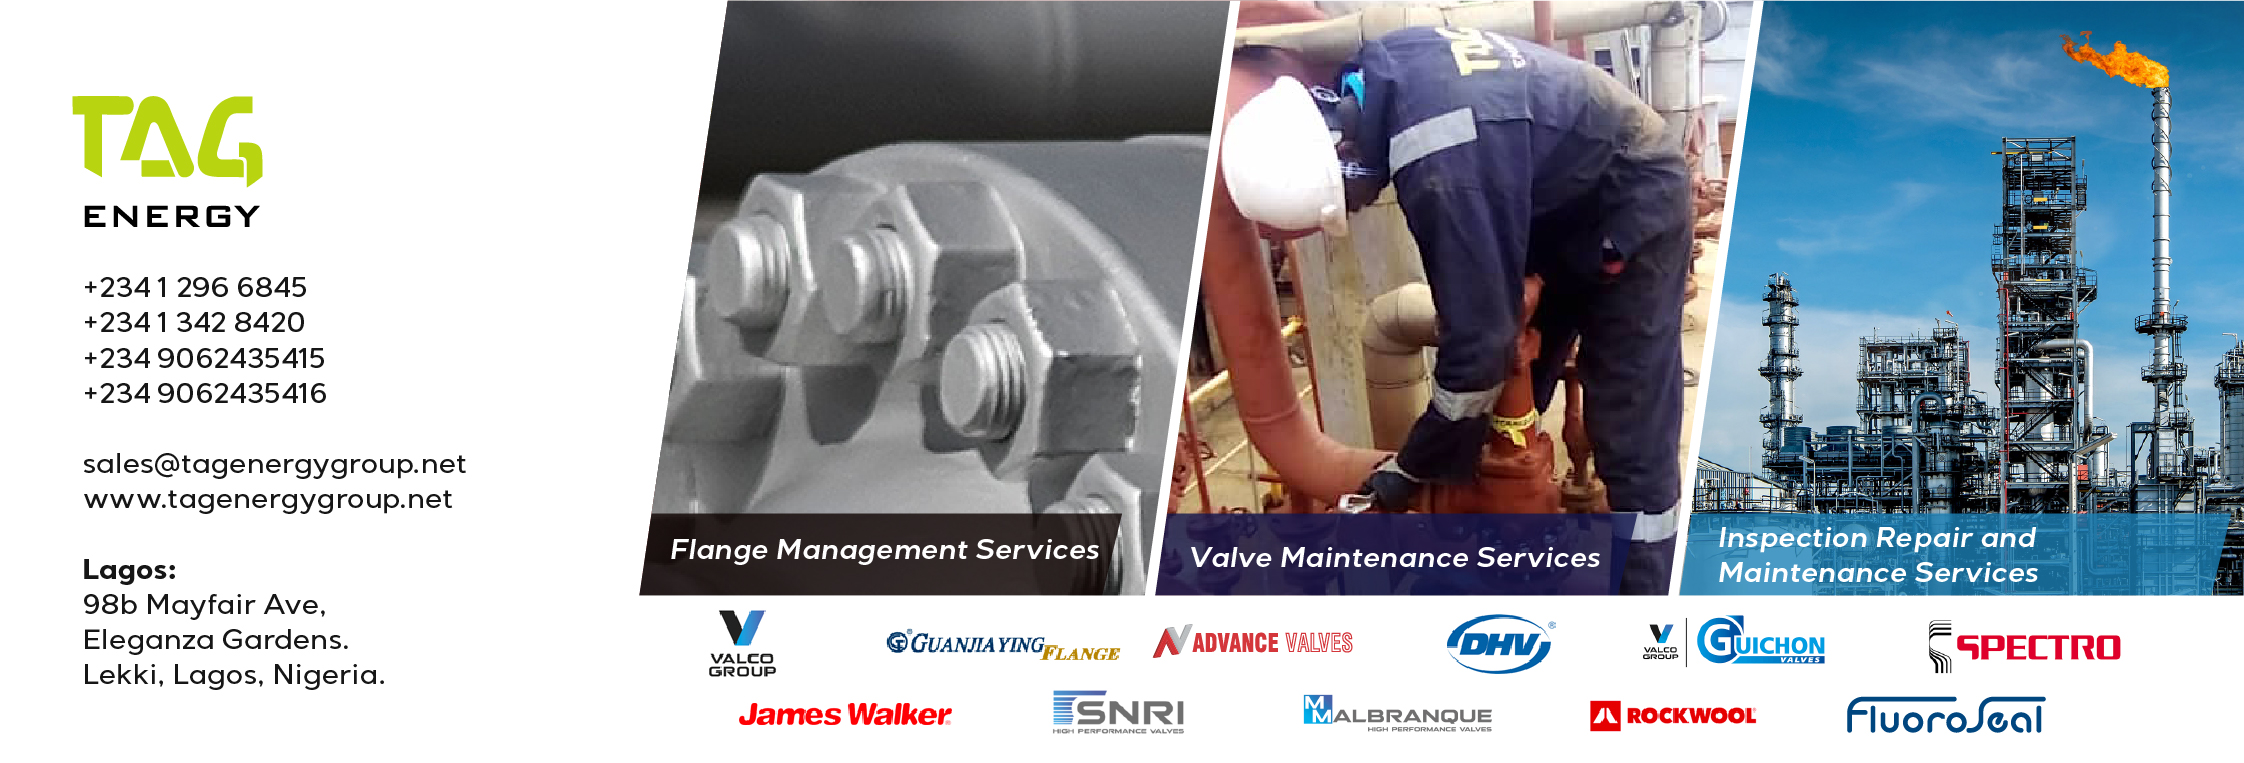 TAG
ENERGY
+234 1 296 6845
+234 1 342 8420
+234 9062435415
+234 9062435416
sales@tagenergygroup.net
www.tagenergygroup.net
Lagos:
98b Mayfair Ave,
Eleganza Gardens.
Lekki, Lagos, Nigeria.
TAG
Flange Management Services
Valve Maintenance Services
Inspection Repair and
Maintenance Services
VALCO
GROUP
GUANJIAYING
FLANGE
ADVANCE VALVES
DHV®
VALCO
GROUP
GUICHON
VALVES
SPECTRO
James Walker
SNRI
HIGH PERFORMANCE VALVES
MALBRANQUE
HIGH PERFORMANCE VALVES
ROCKWOOL
FluoroSeal